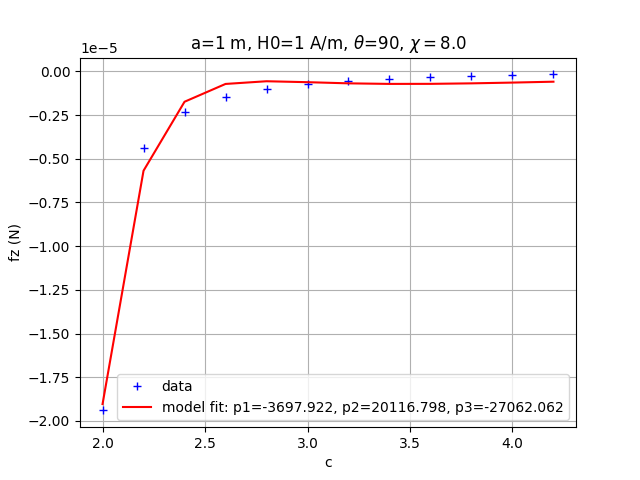 a=1 m, H0=1 A/m, θ=90, χ = 8.0
1e−5
0.00
−0.25
−0.50
−0.75
−1.00
−1.25
−1.50
−1.75
−2.00
fz (N)
data
model fit: p1=-3697.922, p2=20116.798, p3=-27062.062
2.0 2.5 3.0 3.5 4.0
c